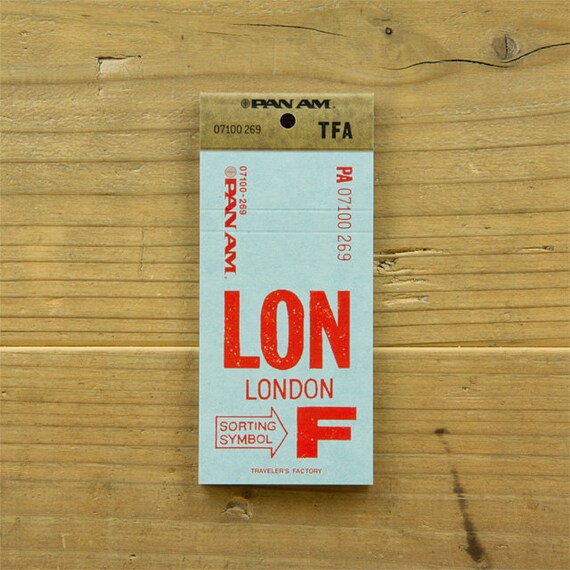 PAN AM.
07100 269 TFA
07100-269
PAN AM.
PA 07100 269
LON
LONDON
SORTING
SYMBOL
F
TRAVELER'S FACTORY